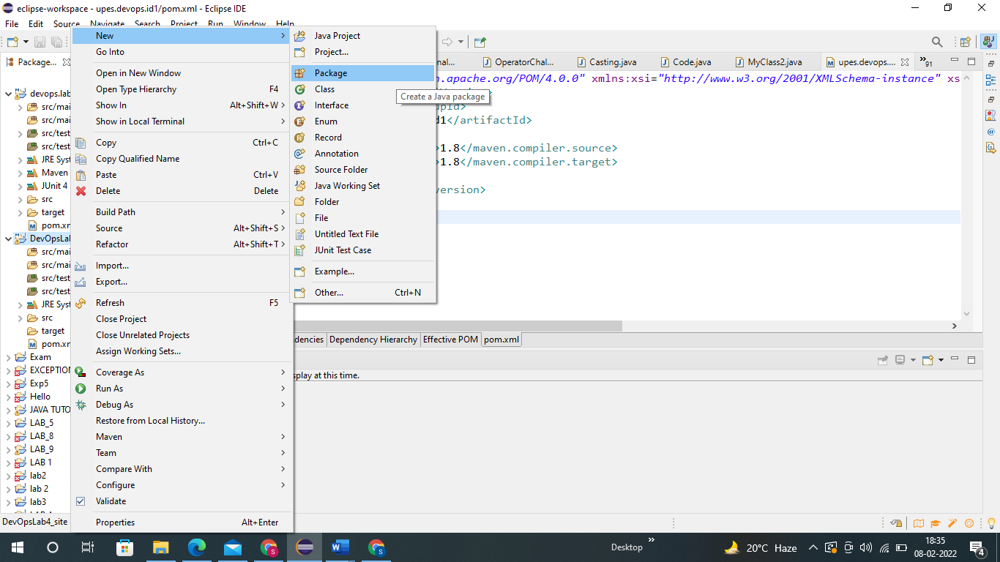 eclipse-workspace - upes.devops.id1/pom.xml - Eclipse IDE
File Edit Source Navigate Search Project Run Window Help
Package...
nal...
OperatorChal...
Casting.java
Code.java
MyClass2.java
upes.devops....
»91
n.apache.org/POM/4.0.0" xmlns:xsi="http://www.w3.org/2001/XMLSchema-instance" xs
upId>
d1</artifactId>
>1.8</maven.compiler.source>
>1.8</maven.compiler.target>
version>
devops.lab
src/mai
src/mai
src/test
src/test
JRE Syst
Maven
JUnit 4
src
target
pom.xm
DevOpsLab
src/mai
src/mai
src/test
src/test
JRE Syst
src
target
pom.xm
Exam
EXCEPTION
Exp5
Hello
JAVA TUTO
LAB_5
LAB_8
LAB_9
LAB 1
lab2
lab 2
lab3
New
Go Into
Open in New Window
Open Type Hierarchy F4
Show In Alt+Shift+W
Show in Local Terminal
Copy Ctrl+C
Copy Qualified Name
Paste Ctrl+V
Delete Delete
Build Path
Source Alt+Shift+S
Refactor Alt+Shift+T
Import...
Export...
Refresh F5
Close Project
Close Unrelated Projects
Assign Working Sets...
Coverage As
Run As
Debug As
Restore from Local History...
Maven
Team
Compare With
Configure
Validate
Properties Alt+Enter
Java Project
Project...
Package
Class
Interface
Enum
Record
Annotation
Source Folder
Java Working Set
Folder
File
Untitled Text File
JUnit Test Case
Example...
Other... Ctrl+N
Create a Java package
dencies Dependency Hierarchy Effective POM pom.xml
splay at this time.
DevOpsLab4_site
Desktop
»
20°C Haze
18:35
08-02-2022
4